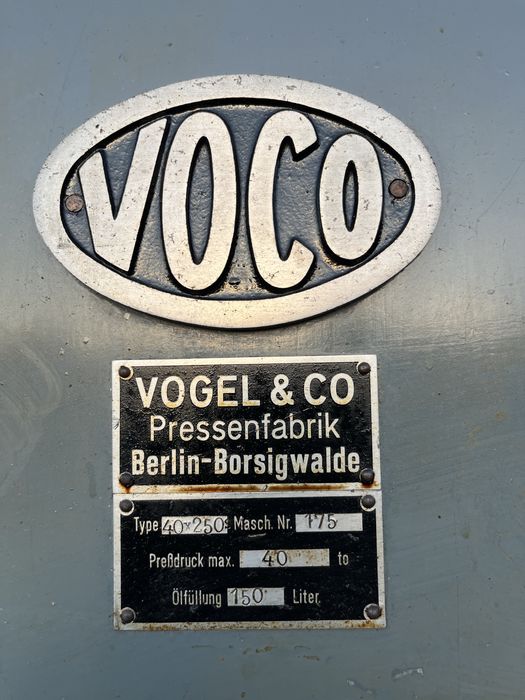 VOCO
VOGEL & CO
Pressenfabrik
Berlin-Borsigwalde
Type 40×250 Masch. Nr. 175
Preßdruck max. 40 to
Ölfüllung 150 Liter.